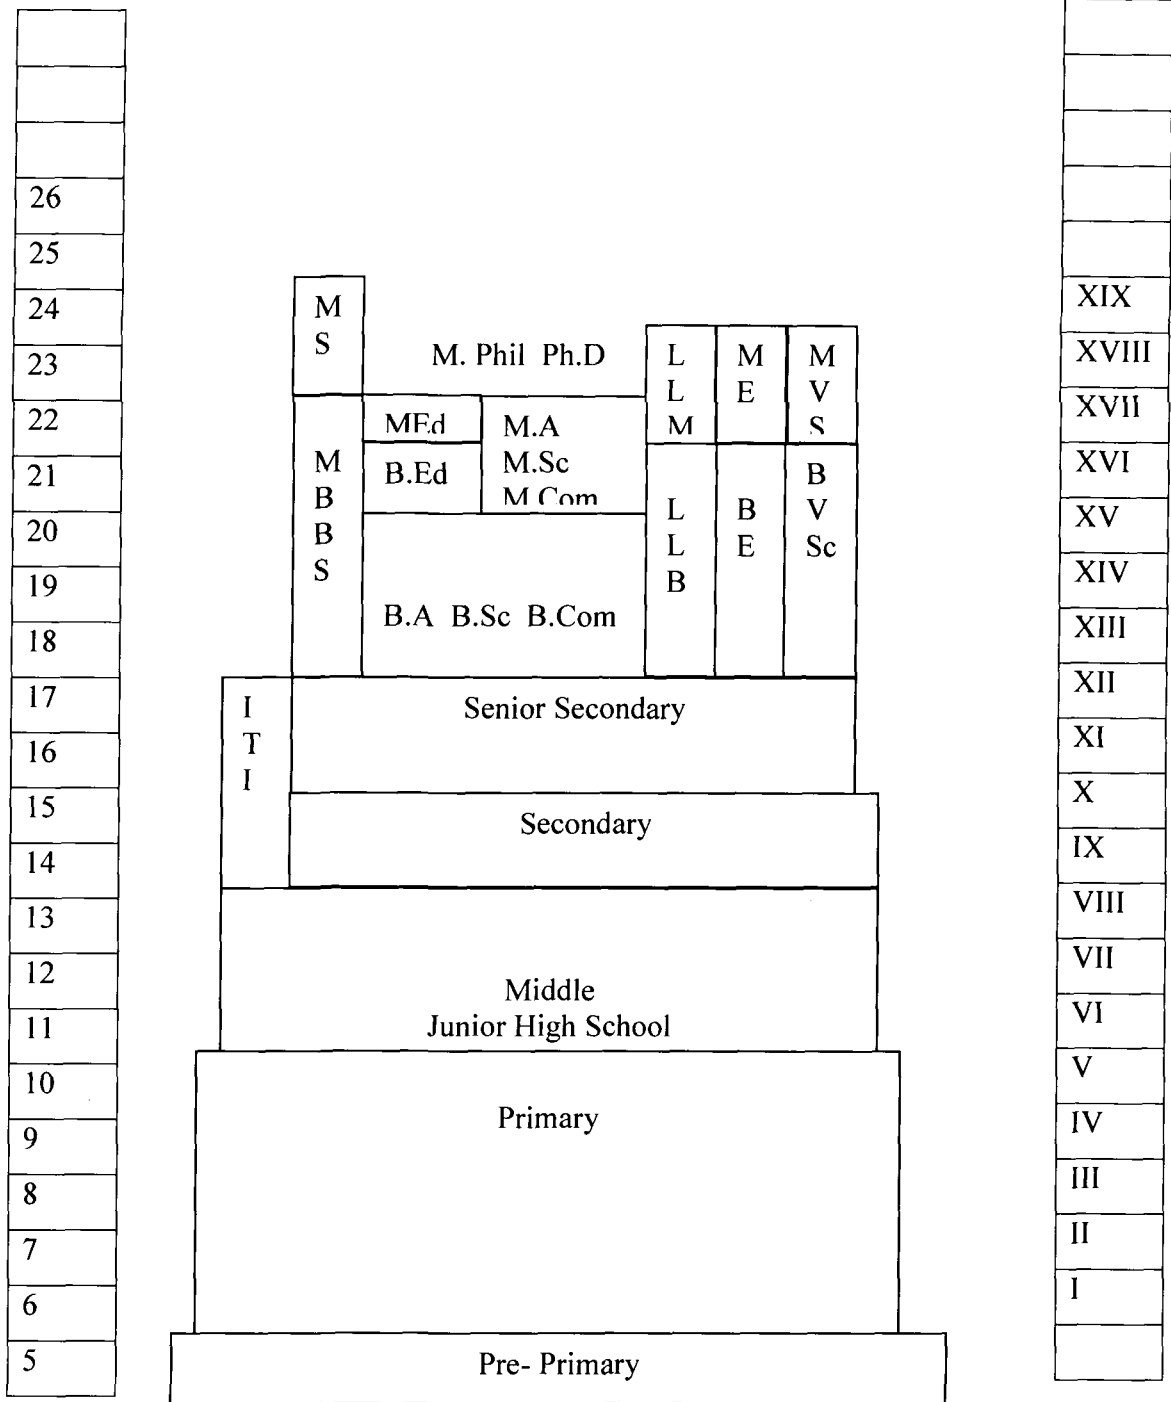 26
25
24
23
22
21
20
19
18
17
16
15
14
13
12
11
10
9
8
7
6
5
M
S
M. Phil Ph.D
L
L
M
M
E
M
V
S
MEd
M.A
M.Sc
M.Com
B.Ed
M
B
B
S
L
L
B
B
E
B
V
Sc
B.A B.Sc B.Com
I
T
I
Senior Secondary
Secondary
Middle
Junior High School
Primary
Pre- Primary
XIX
XVIII
XVII
XVI
XV
XIV
XIII
XII
XI
X
IX
VIII
VII
VI
V
IV
III
II
I